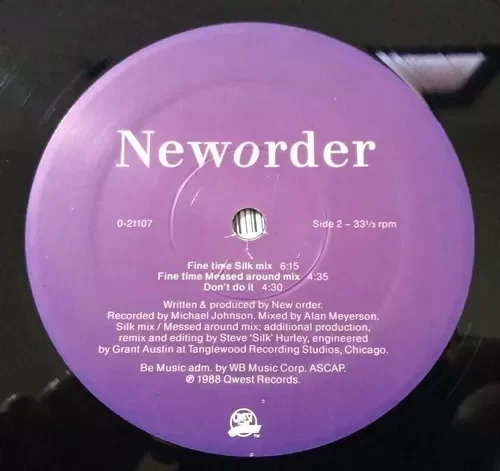 Neworder
0-21107
Side 2 – 33⅓ rpm
Fine time Silk mix 6:15
Fine time Messed around mix 4:35
Don't do it 4:30
Written & produced by New order.
Recorded by Michael Johnson. Mixed by Alan Meyerson.
Silk mix / Messed around mix: additional production,
remix and editing by Steve 'Silk' Hurley, engineered
by Grant Austin at Tanglewood Recording Studios, Chicago.
Be Music adm. by WB Music Corp. ASCAP.
℗ 1988 Qwest Records.